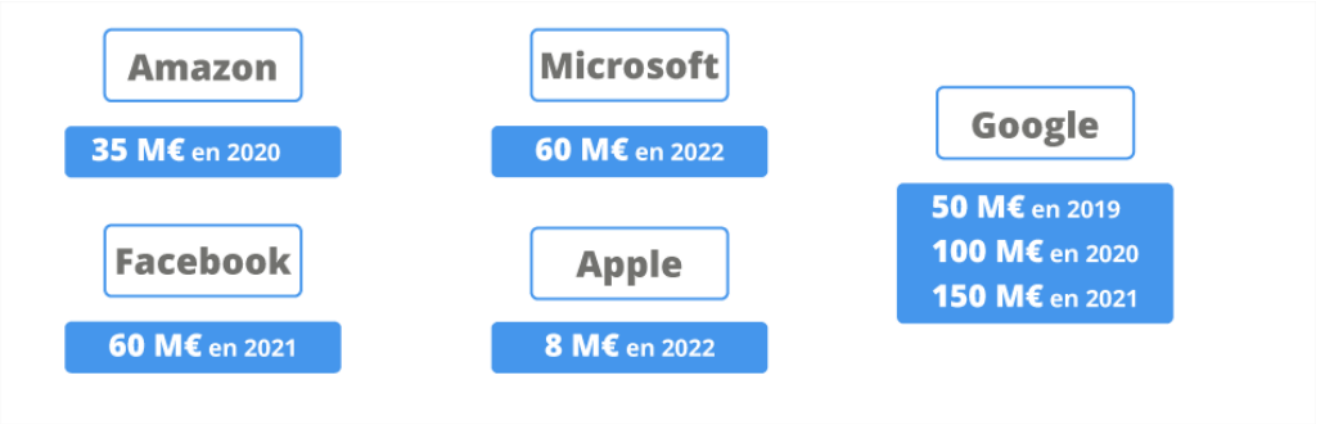 Amazon
35 M€ en 2020
Facebook
60 M€ en 2021
Microsoft
60 M€ en 2022
Apple
8 M€ en 2022
Google
50 M€ en 2019
100 M€ en 2020
150 M€ en 2021